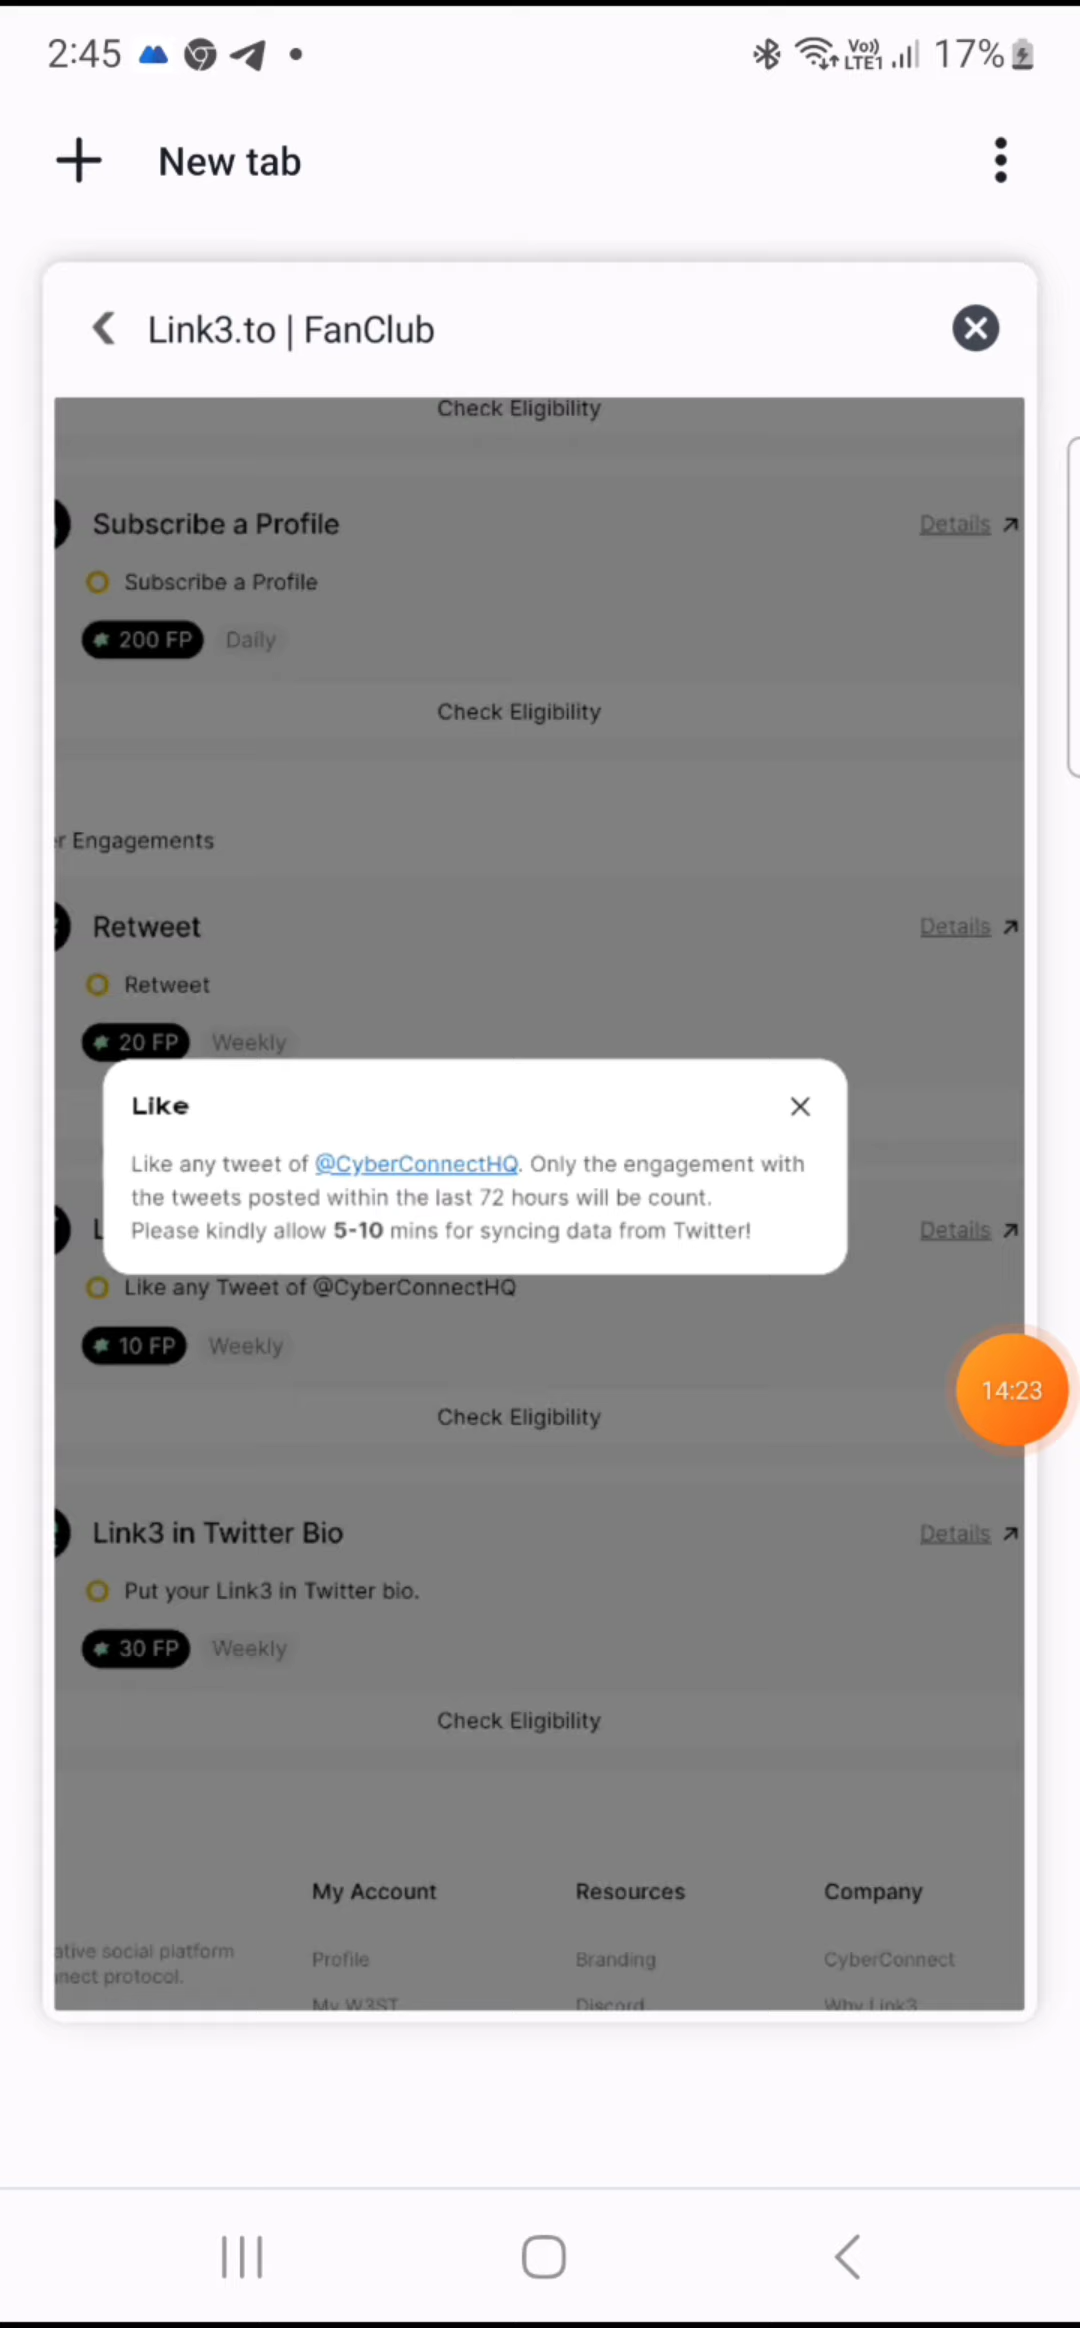 2:45
Vo))
LTE1
17%
New tab
Link3.to | FanClub
Check Eligibility
Subscribe a Profile
Details
Subscribe a Profile
200 FP
Daily
Check Eligibility
r Engagements
Retweet
Details
Retweet
20 FP
Weekly
Like
Like any tweet of @CyberConnectHQ. Only the engagement with
the tweets posted within the last 72 hours will be count.
Please kindly allow 5-10 mins for syncing data from Twitter!
L
Details
Like any Tweet of @CyberConnectHQ
10 FP
Weekly
14:23
Check Eligibility
Link3 in Twitter Bio
Details
Put your Link3 in Twitter bio.
30 FP
Weekly
Check Eligibility
My Account
Resources
Company
ative social platform
nnect protocol.
Profile
Branding
CyberConnect
My W3ST
Discord
Why Link3